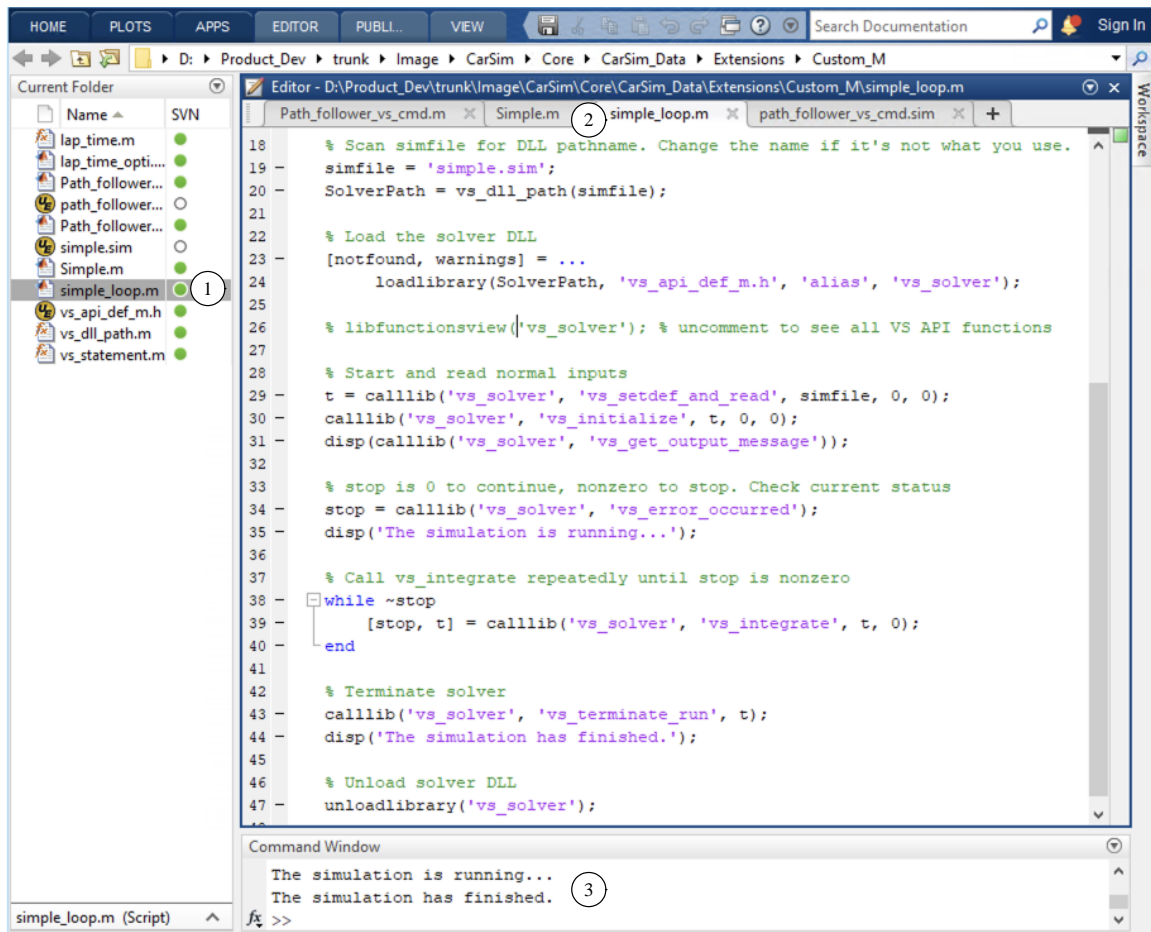 HOME PLOTS APPS EDITOR PUBLI... VIEW Search Documentation Sign In
D: Product_Dev trunk Image CarSim Core CarSim_Data Extensions Custom_M
Current Folder
Name SVN
lap_time.m
lap_time_opti....
Path_follower...
path_follower...
Path_follower...
simple.sim
Simple.m
simple_loop.m 1
vs_api_def_m.h
vs_dll_path.m
vs_statement.m
simple_loop.m (Script)
Editor - D:\Product_Dev\trunk\Image\CarSim\Core\CarSim_Data\Extensions\Custom_M\simple_loop.m
Path_follower_vs_cmd.m Simple.m 2 simple_loop.m path_follower_vs_cmd.sim +
18 % Scan simfile for DLL pathname. Change the name if it's not what you use.
19 – simfile = 'simple.sim';
20 – SolverPath = vs_dll_path(simfile);
21
22 % Load the solver DLL
23 – [notfound, warnings] = ...
24 loadlibrary(SolverPath, 'vs_api_def_m.h', 'alias', 'vs_solver');
25
26 % libfunctionsview('vs_solver'); % uncomment to see all VS API functions
27
28 % Start and read normal inputs
29 – t = calllib('vs_solver', 'vs_setdef_and_read', simfile, 0, 0);
30 – calllib('vs_solver', 'vs_initialize', t, 0, 0);
31 – disp(calllib('vs_solver', 'vs_get_output_message'));
32
33 % stop is 0 to continue, nonzero to stop. Check current status
34 – stop = calllib('vs_solver', 'vs_error_occurred');
35 – disp('The simulation is running...');
36
37 % Call vs_integrate repeatedly until stop is nonzero
38 – while ~stop
39 – [stop, t] = calllib('vs_solver', 'vs_integrate', t, 0);
40 – end
41
42 % Terminate solver
43 – calllib('vs_solver', 'vs_terminate_run', t);
44 – disp('The simulation has finished.');
45
46 % Unload solver DLL
47 – unloadlibrary('vs_solver');
Command Window
The simulation is running...
The simulation has finished. 3
fx >>
Workspace